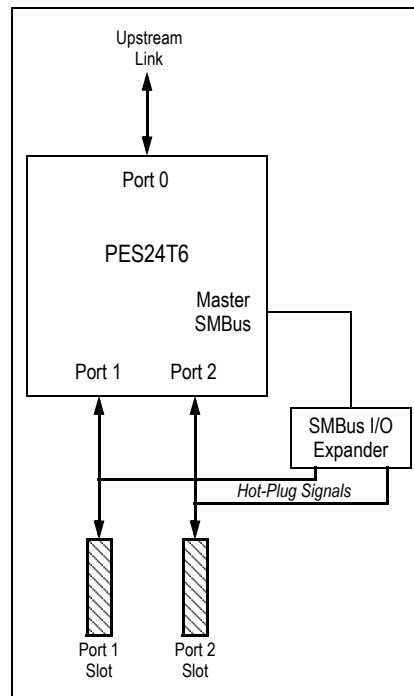 Upstream
Link
Port 0
PES24T6
Master
SMBus
Port 1
Port 2
SMBus I/O
Expander
Hot-Plug Signals
Port 1
Slot
Port 2
Slot